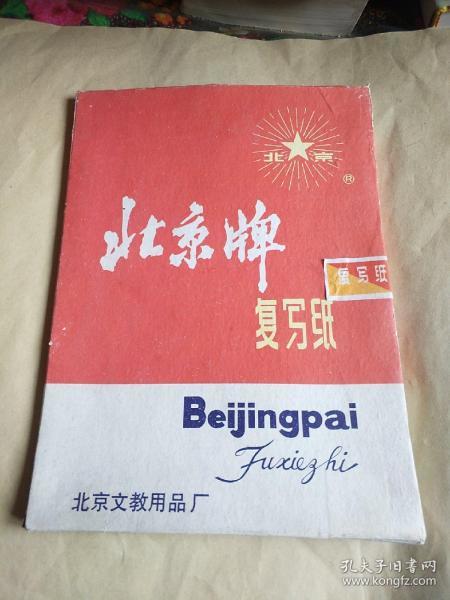 北京
®
北京牌
复写纸
复写纸
Beijingpai
Fuxiezhi
北京文教用品厂
孔夫子旧书网
www.kongfz.com